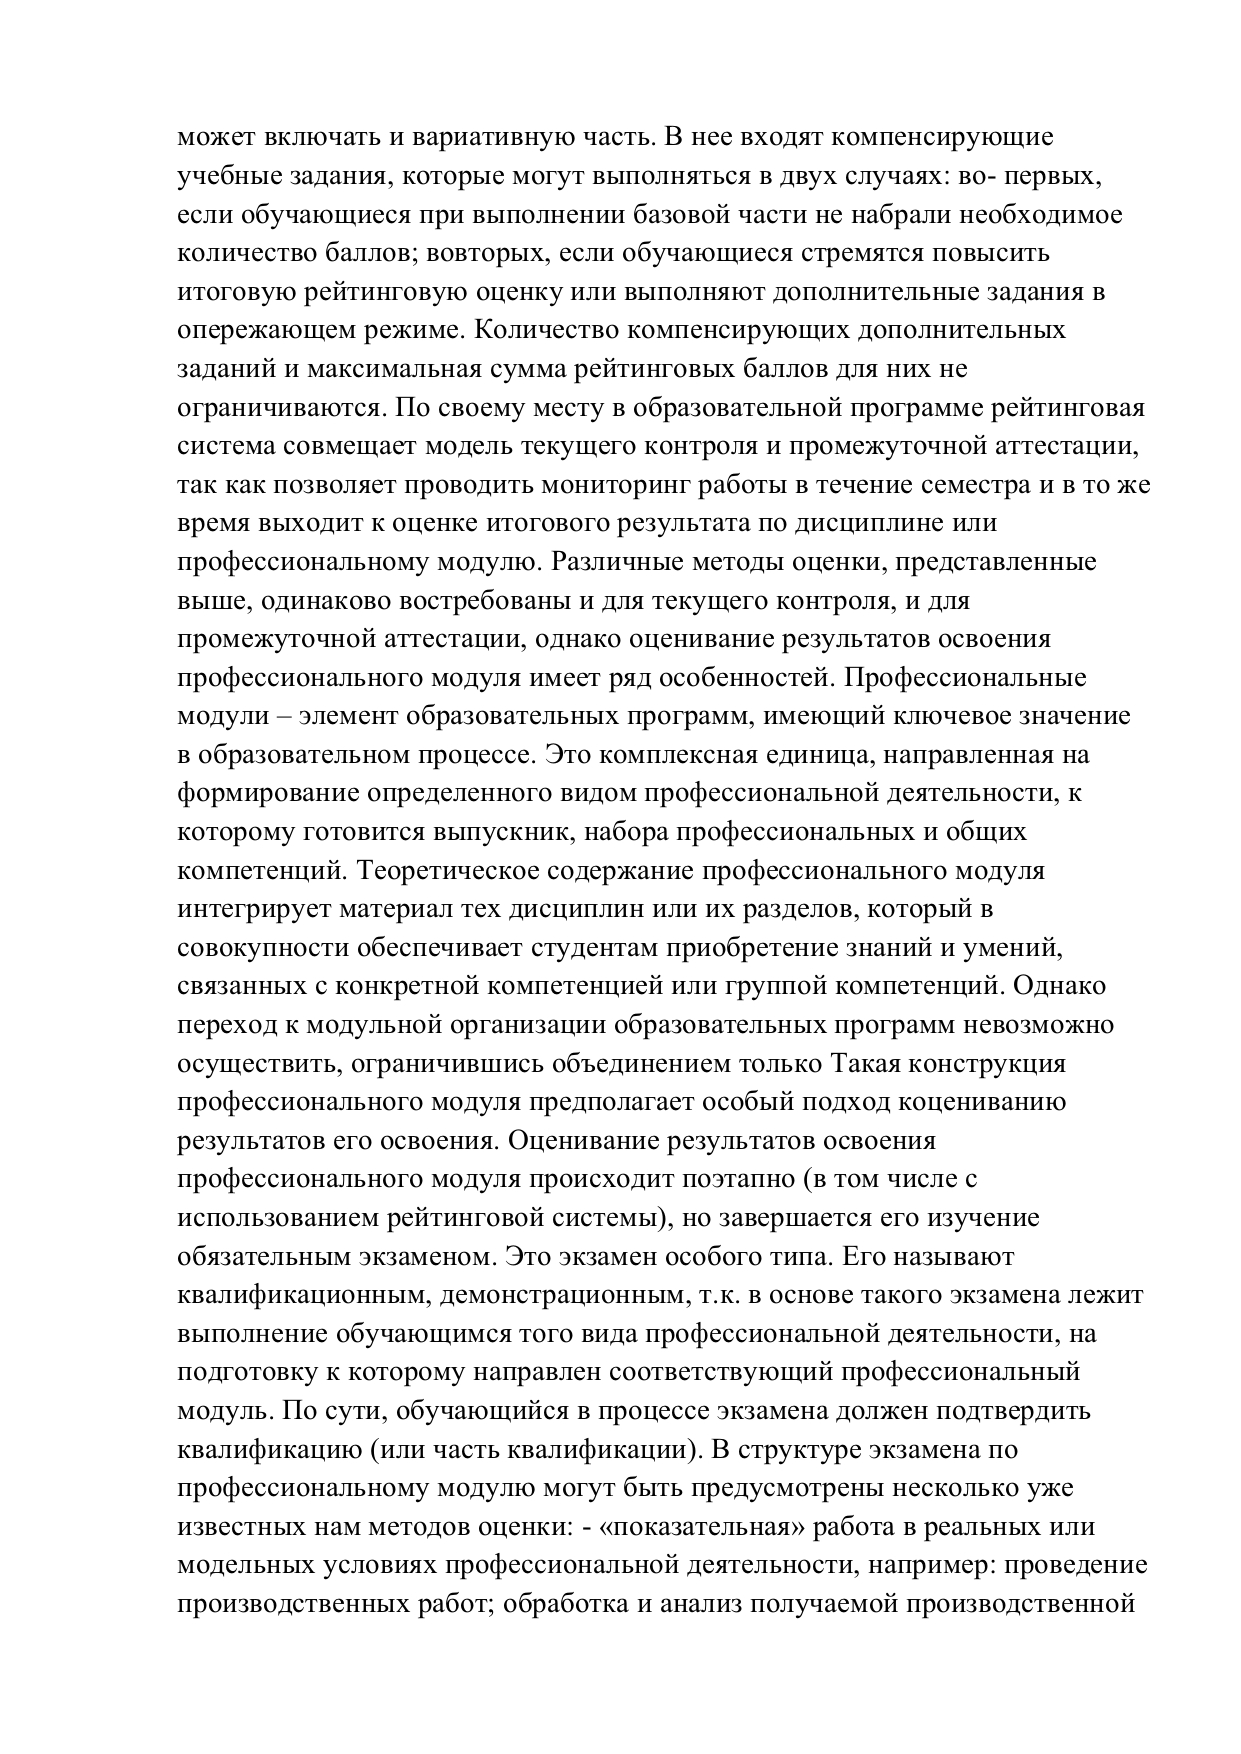 может включать и вариативную часть. В нее входят компенсирующие
учебные задания, которые могут выполняться в двух случаях: во- первых,
если обучающиеся при выполнении базовой части не набрали необходимое
количество баллов; вовторых, если обучающиеся стремятся повысить
итоговую рейтинговую оценку или выполняют дополнительные задания в
опережающем режиме. Количество компенсирующих дополнительных
заданий и максимальная сумма рейтинговых баллов для них не
ограничиваются. По своему месту в образовательной программе рейтинговая
система совмещает модель текущего контроля и промежуточной аттестации,
так как позволяет проводить мониторинг работы в течение семестра и в то же
время выходит к оценке итогового результата по дисциплине или
профессиональному модулю. Различные методы оценки, представленные
выше, одинаково востребованы и для текущего контроля, и для
промежуточной аттестации, однако оценивание результатов освоения
профессионального модуля имеет ряд особенностей. Профессиональные
модули – элемент образовательных программ, имеющий ключевое значение
в образовательном процессе. Это комплексная единица, направленная на
формирование определенного видом профессиональной деятельности, к
которому готовится выпускник, набора профессиональных и общих
компетенций. Теоретическое содержание профессионального модуля
интегрирует материал тех дисциплин или их разделов, который в
совокупности обеспечивает студентам приобретение знаний и умений,
связанных с конкретной компетенцией или группой компетенций. Однако
переход к модульной организации образовательных программ невозможно
осуществить, ограничившись объединением только Такая конструкция
профессионального модуля предполагает особый подход коцениванию
результатов его освоения. Оценивание результатов освоения
профессионального модуля происходит поэтапно (в том числе с
использованием рейтинговой системы), но завершается его изучение
обязательным экзаменом. Это экзамен особого типа. Его называют
квалификационным, демонстрационным, т.к. в основе такого экзамена лежит
выполнение обучающимся того вида профессиональной деятельности, на
подготовку к которому направлен соответствующий профессиональный
модуль. По сути, обучающийся в процессе экзамена должен подтвердить
квалификацию (или часть квалификации). В структуре экзамена по
профессиональному модулю могут быть предусмотрены несколько уже
известных нам методов оценки: - «показательная» работа в реальных или
модельных условиях профессиональной деятельности, например: проведение
производственных работ; обработка и анализ получаемой производственной